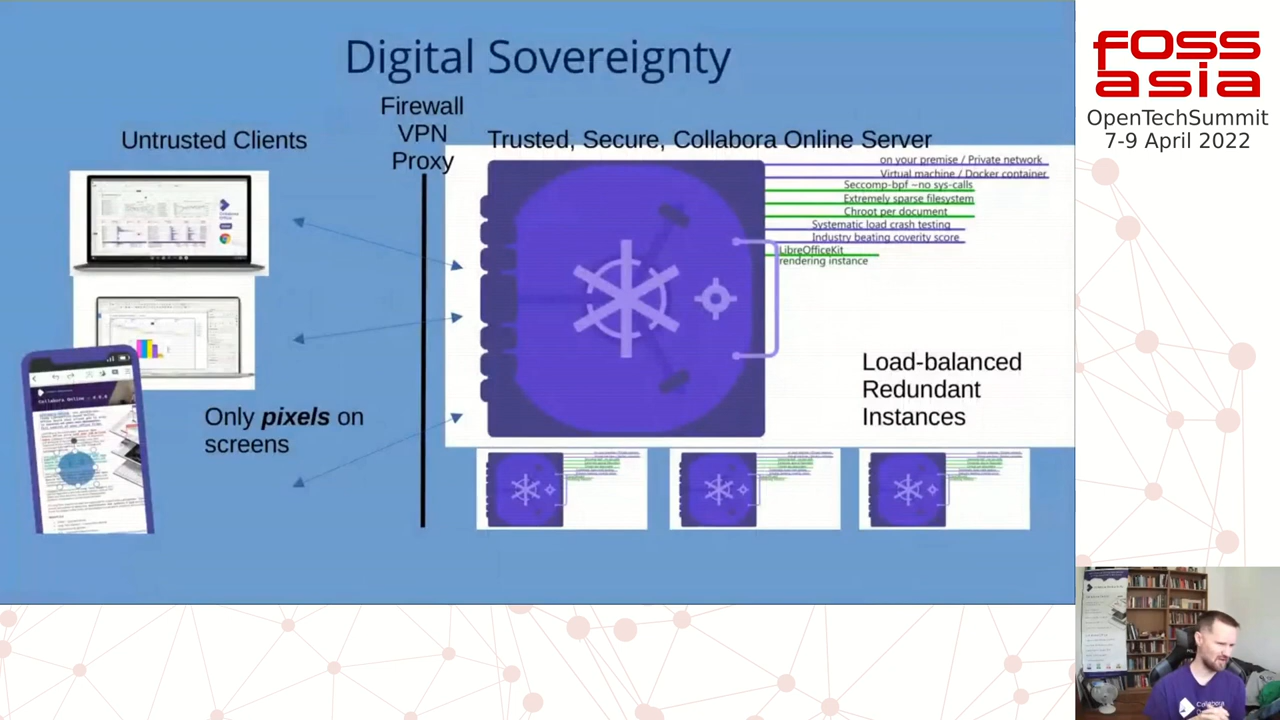 Digital Sovereignty
Firewall
VPN
Proxy
Untrusted Clients
Trusted, Secure, Collabora Online Server
on your premise / Private network
Virtual machine / Docker container
Seccomp-bpf ~no sys-calls
Extremely sparse filesystem
Chroot per document
Systematic load crash testing
Industry beating coverity score
LibreOfficeKit
rendering instance
Load-balanced
Redundant
Instances
Only pixels on
screens
foss
asia
OpenTechSummit
7-9 April 2022
Collabora